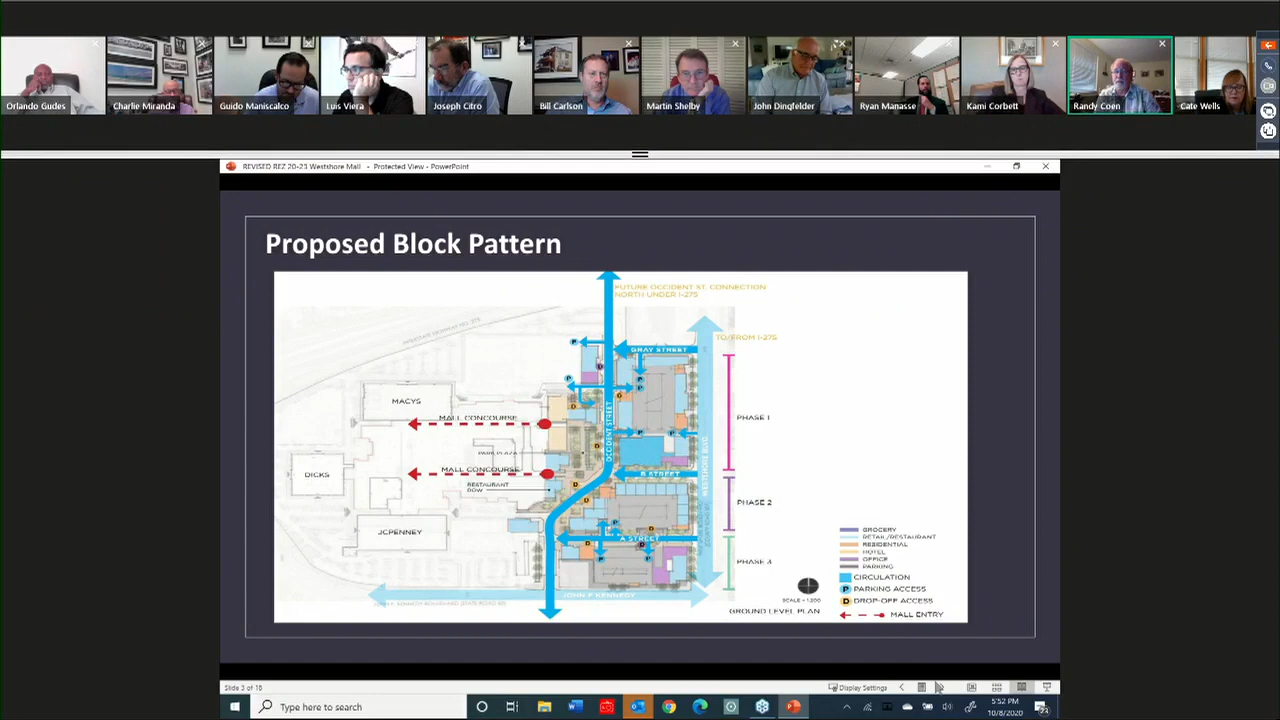 Orlando Gudes
Charlie Miranda
Guido Maniscalco
Luis Viera
Joseph Citro
Bill Carlson
Martin Shelby
John Dingfelder
Ryan Manasse
Kami Corbett
Randy Coen
Cate Wells
REVISED REZ 20-23 Westshore Mall - Protected View - PowerPoint
Proposed Block Pattern
FUTURE OCCIDENT ST. CONNECTION
NORTH UNDER I-275
TO/FROM I-275
GRAY STREET
MACYS
MALL CONCOURSE
OCCIDENT STREET
WESTSHORE BLVD.
PHASE 1
PARK PLAZA
MALL CONCOURSE
DICKS
B STREET
RESTAURANT
ROW
PHASE 2
JCPENNEY
A STREET
PHASE 3
JOHN F KENNEDY
SCALE = 1:200
GROUND LEVEL PLAN
GROCERY
RETAIL/RESTAURANT
RESIDENTIAL
HOTEL
OFFICE
PARKING
CIRCULATION
P PARKING ACCESS
D DROP-OFF ACCESS
MALL ENTRY
Slide 3 of 18
Display Settings
Type here to search
5:52 PM
10/8/2020